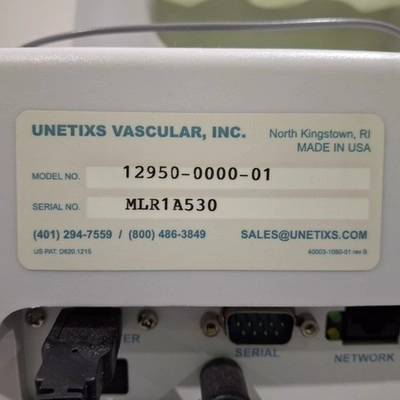 UNETIXS VASCULAR, INC. North Kingstown, RI
MADE IN USA
MODEL NO. 12950-0000-01
SERIAL NO. MLR1A530
(401) 294-7559 / (800) 486-3849 SALES@UNETIXS.COM
US PAT: D620.1215 40003-1080-01 rev B
SERIAL
NETWORK